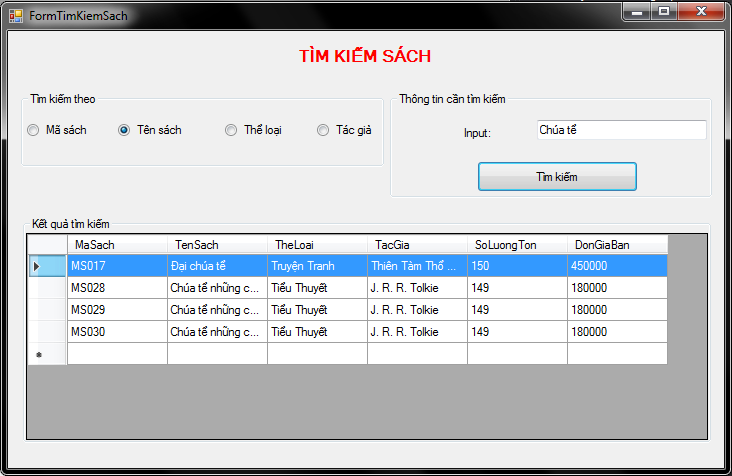 FormTimKiemSach
TÌM KIẾM SÁCH
Tìm kiếm theo
Mã sách Tên sách Thể loại Tác giả
Thông tin cần tìm kiếm
Input: Chúa tể
Tìm kiếm
Kết quả tìm kiếm
MaSach TenSach TheLoai TacGia SoLuongTon DonGiaBan
MS017 Đại chúa tể Truyện Tranh Thiên Tàm Thổ ... 150 450000
MS028 Chúa tể những c... Tiểu Thuyết J. R. R. Tolkie 149 180000
MS029 Chúa tể những c... Tiểu Thuyết J. R. R. Tolkie 149 180000
MS030 Chúa tể những c... Tiểu Thuyết J. R. R. Tolkie 149 180000